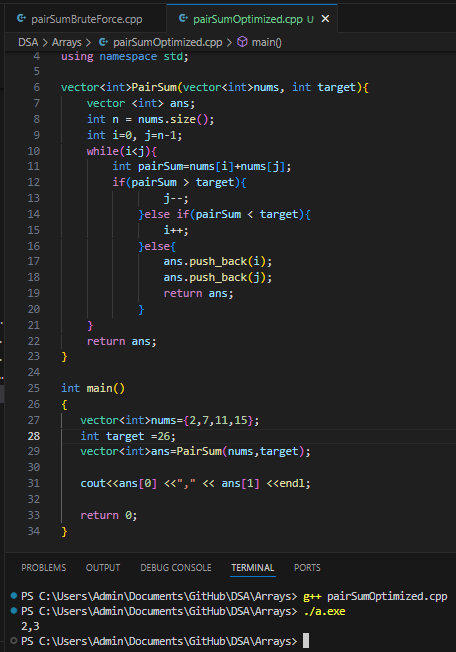 pairSumBruteForce.cpp
pairSumOptimized.cpp U ×
DSA > Arrays > pairSumOptimized.cpp > main()
4 using namespace std;
5
6 vector<int>PairSum(vector<int>nums, int target){
7     vector <int> ans;
8     int n = nums.size();
9     int i=0, j=n-1;
10     while(i<j){
11         int pairSum=nums[i]+nums[j];
12         if(pairSum > target){
13                 j--;
14             }else if(pairSum < target){
15                 i++;
16             }else{
17                 ans.push_back(i);
18                 ans.push_back(j);
19                 return ans;
20             }
21     }
22     return ans;
23 }
24
25 int main()
26 {
27    vector<int>nums={2,7,11,15};
28    int target =26;
29    vector<int>ans=PairSum(nums,target);
30
31    cout<<ans[0] <<"," << ans[1] <<endl;
32
33    return 0;
34 }
PROBLEMS OUTPUT DEBUG CONSOLE TERMINAL PORTS
PS C:\Users\Admin\Documents\GitHub\DSA\Arrays> g++ pairSumOptimized.cpp
PS C:\Users\Admin\Documents\GitHub\DSA\Arrays> ./a.exe
2,3
PS C:\Users\Admin\Documents\GitHub\DSA\Arrays>